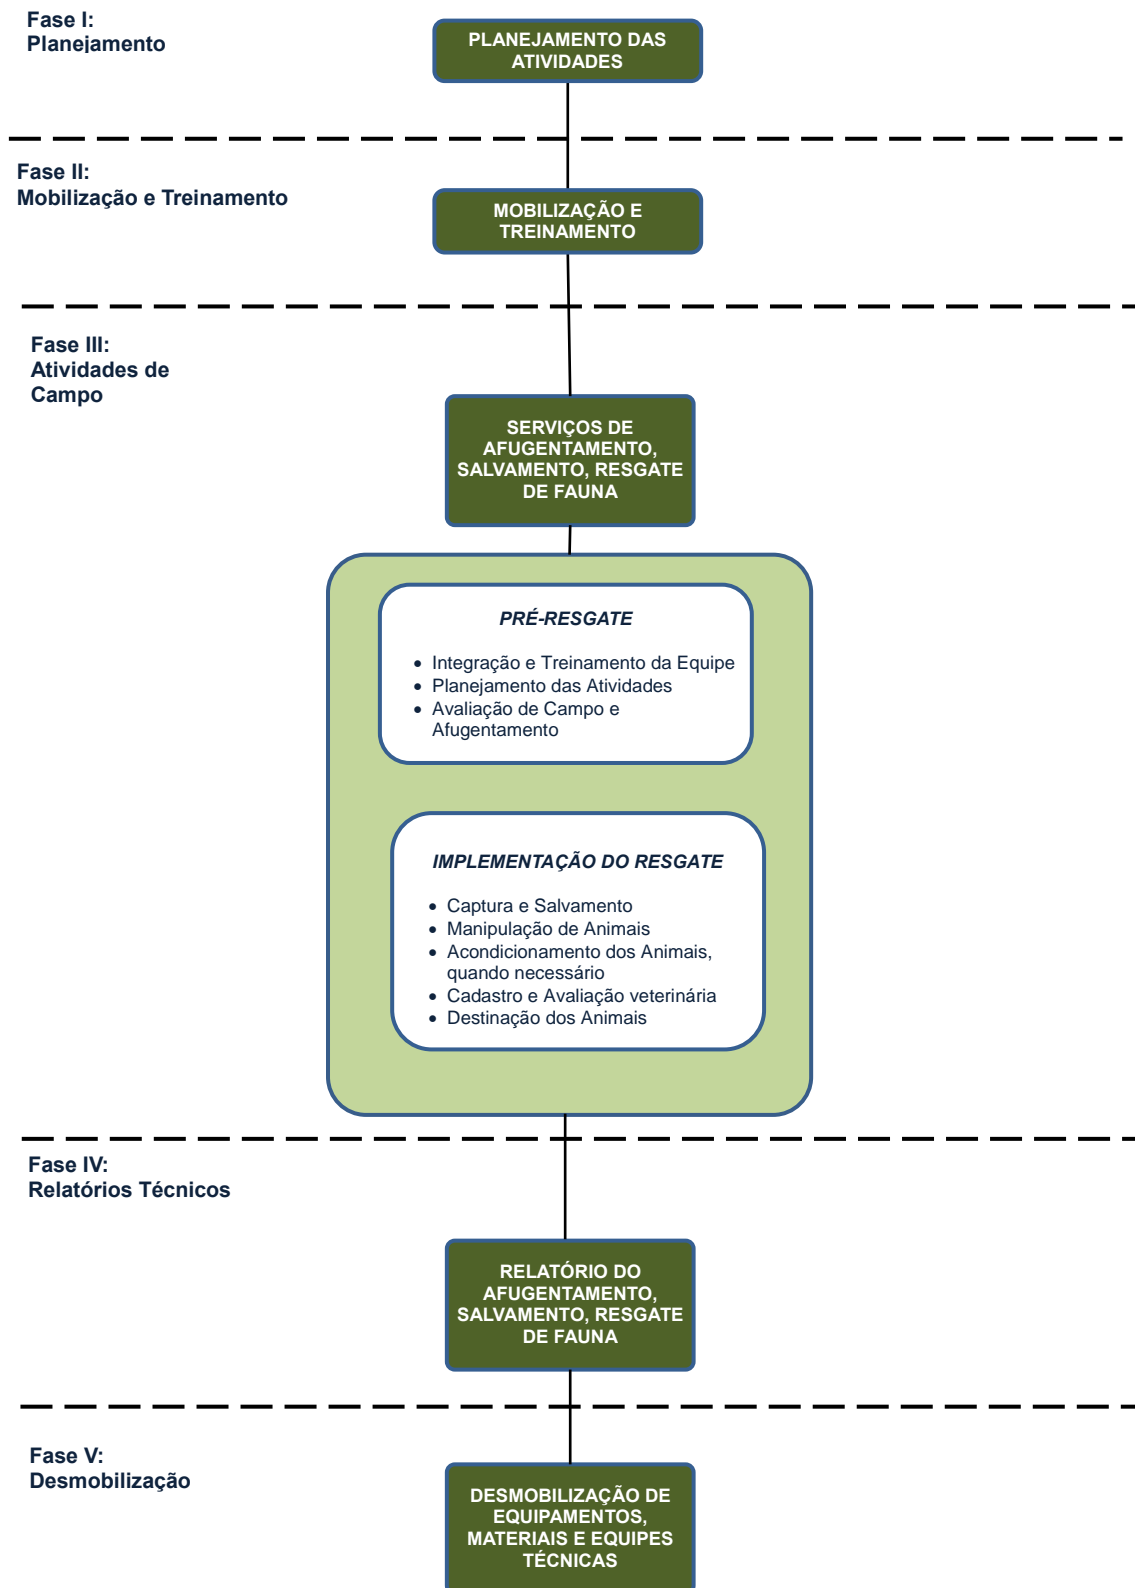 Fase I:
Planejamento
PLANEJAMENTO DAS
ATIVIDADES
Fase II:
Mobilização e Treinamento
MOBILIZAÇÃO E
TREINAMENTO
Fase III:
Atividades de
Campo
SERVIÇOS DE
AFUGENTAMENTO,
SALVAMENTO, RESGATE
DE FAUNA
PRÉ-RESGATE
• Integração e Treinamento da Equipe
• Planejamento das Atividades
• Avaliação de Campo e
Afugentamento
IMPLEMENTAÇÃO DO RESGATE
• Captura e Salvamento
• Manipulação de Animais
• Acondicionamento dos Animais,
quando necessário
• Cadastro e Avaliação veterinária
• Destinação dos Animais
Fase IV:
Relatórios Técnicos
RELATÓRIO DO
AFUGENTAMENTO,
SALVAMENTO, RESGATE
DE FAUNA
Fase V:
Desmobilização
DESMOBILIZAÇÃO DE
EQUIPAMENTOS,
MATERIAIS E EQUIPES
TÉCNICAS